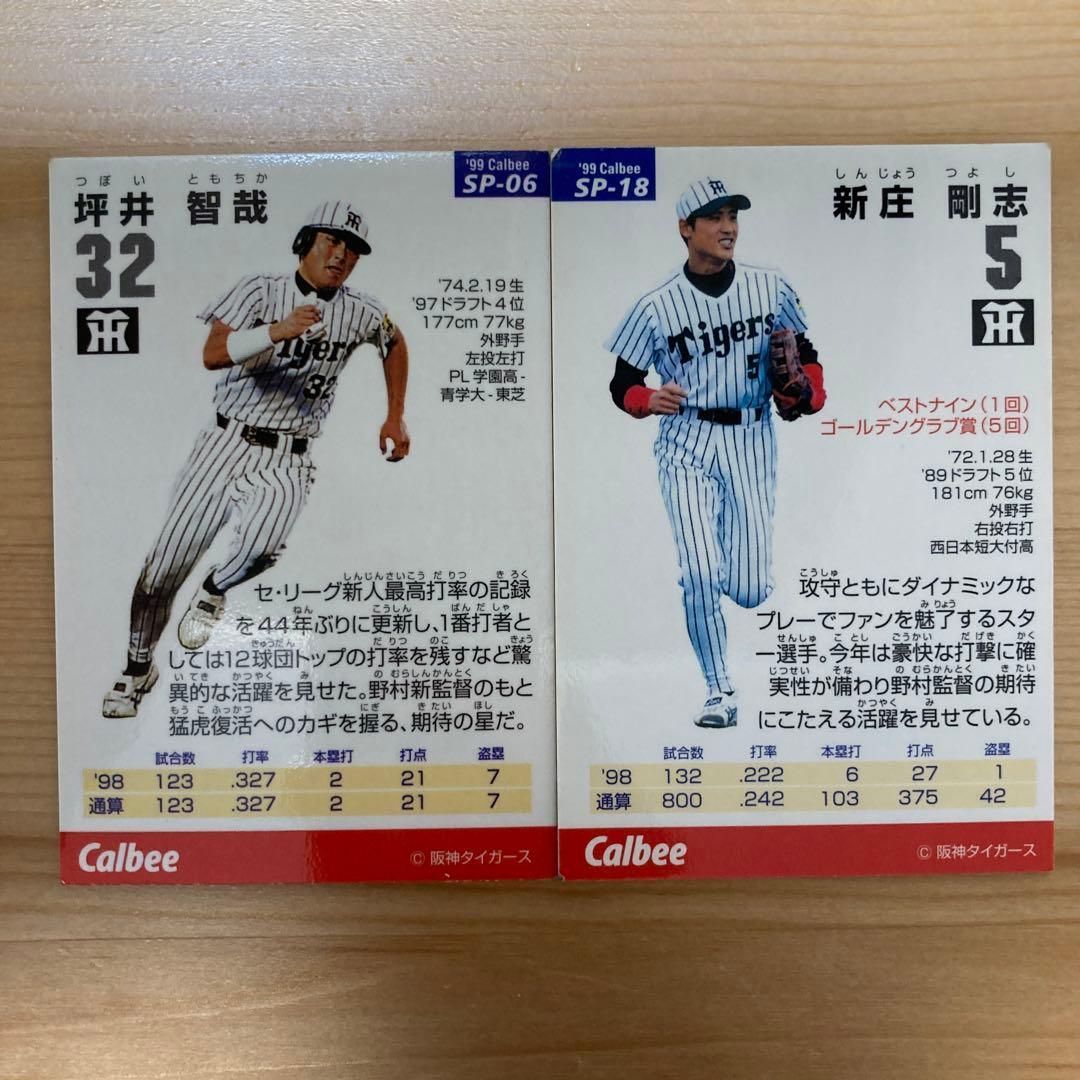 '99 Calbee
SP-06
つぼい ともちか
坪井 智哉
32
'74.2.19生
'97ドラフト4位
177cm 77kg
外野手
左投左打
PL学園高-
青学大-東芝
Tigers
32
セ・リーグ新人最高打率の記録
を44年ぶりに更新し、1番打者と
しては12球団トップの打率を残すなど驚
異的な活躍を見せた。野村新監督のもと
猛虎復活へのカギを握る、期待の星だ。
試合数 打率 本塁打 打点 盗塁
'98 123 .327 2 21 7
通算 123 .327 2 21 7
Calbee
© 阪神タイガース
'99 Calbee
SP-18
しんじょう つよし
新庄 剛志
5
Tigers
5
ベストナイン(1回)
ゴールデングラブ賞(5回)
'72.1.28生
'89ドラフト5位
181cm 76kg
外野手
右投右打
西日本短大付高
攻守ともにダイナミックな
プレーでファンを魅了するスタ
ー選手。今年は豪快な打撃に確
実性が備わり野村監督の期待
にこたえる活躍を見せている。
試合数 打率 本塁打 打点 盗塁
'98 132 .222 6 27 1
通算 800 .242 103 375 42
Calbee
© 阪神タイガース